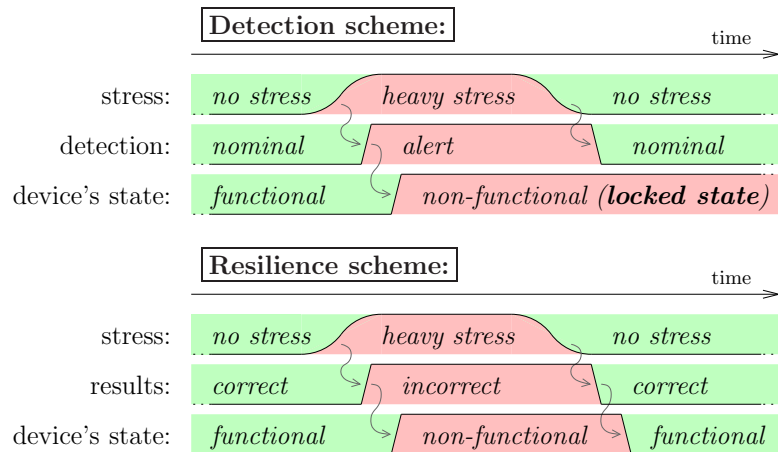 Detection scheme:
time
stress: no stress heavy stress no stress
detection: nominal alert nominal
device's state: functional non-functional (locked state)
Resilience scheme:
time
stress: no stress heavy stress no stress
results: correct incorrect correct
device's state: functional non-functional functional